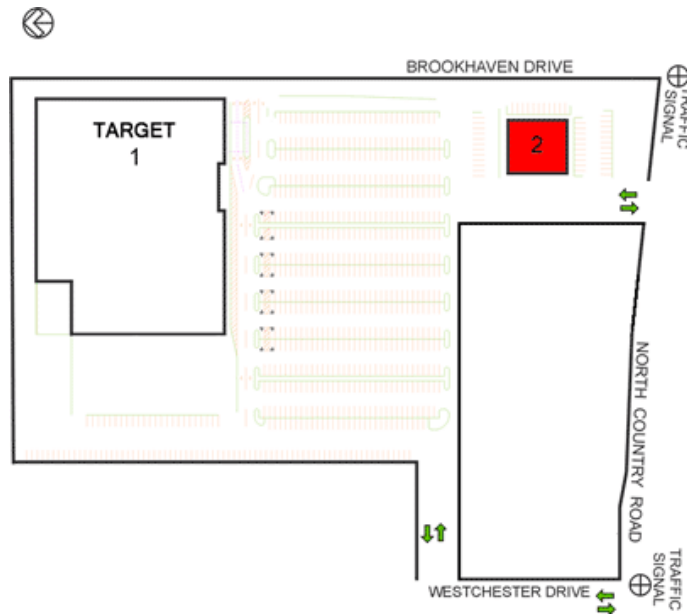 BROOKHAVEN DRIVE
TRAFFIC
SIGNAL
TARGET
1
2
NORTH COUNTRY ROAD
WESTCHESTER DRIVE
TRAFFIC
SIGNAL